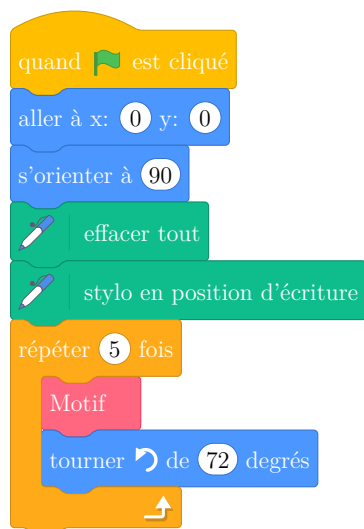 quand est cliqué
aller à x: 0 y: 0
s'orienter à 90
effacer tout
stylo en position d'écriture
répéter 5 fois
Motif
tourner de 72 degrés